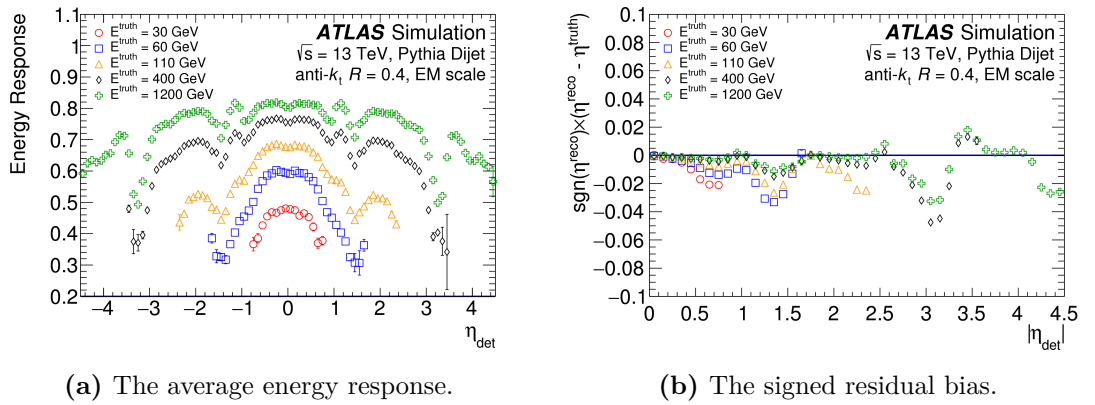 Energy Response
1.1
1
0.9
0.8
0.7
0.6
0.5
0.4
0.3
0.2
E^truth = 30 GeV
E^truth = 60 GeV
E^truth = 110 GeV
E^truth = 400 GeV
E^truth = 1200 GeV
ATLAS Simulation
√s = 13 TeV, Pythia Dijet
anti-k_t R = 0.4, EM scale
−4 −3 −2 −1 0 1 2 3 4
η_det
(a) The average energy response.
sgn(η^reco)×(η^reco - η^truth)
0.1
0.08
0.06
0.04
0.02
0
−0.02
−0.04
−0.06
−0.08
−0.1
E^truth = 30 GeV
E^truth = 60 GeV
E^truth = 110 GeV
E^truth = 400 GeV
E^truth = 1200 GeV
ATLAS Simulation
√s = 13 TeV, Pythia Dijet
anti-k_t R = 0.4, EM scale
0 0.5 1 1.5 2 2.5 3 3.5 4 4.5
|η_det|
(b) The signed residual bias.